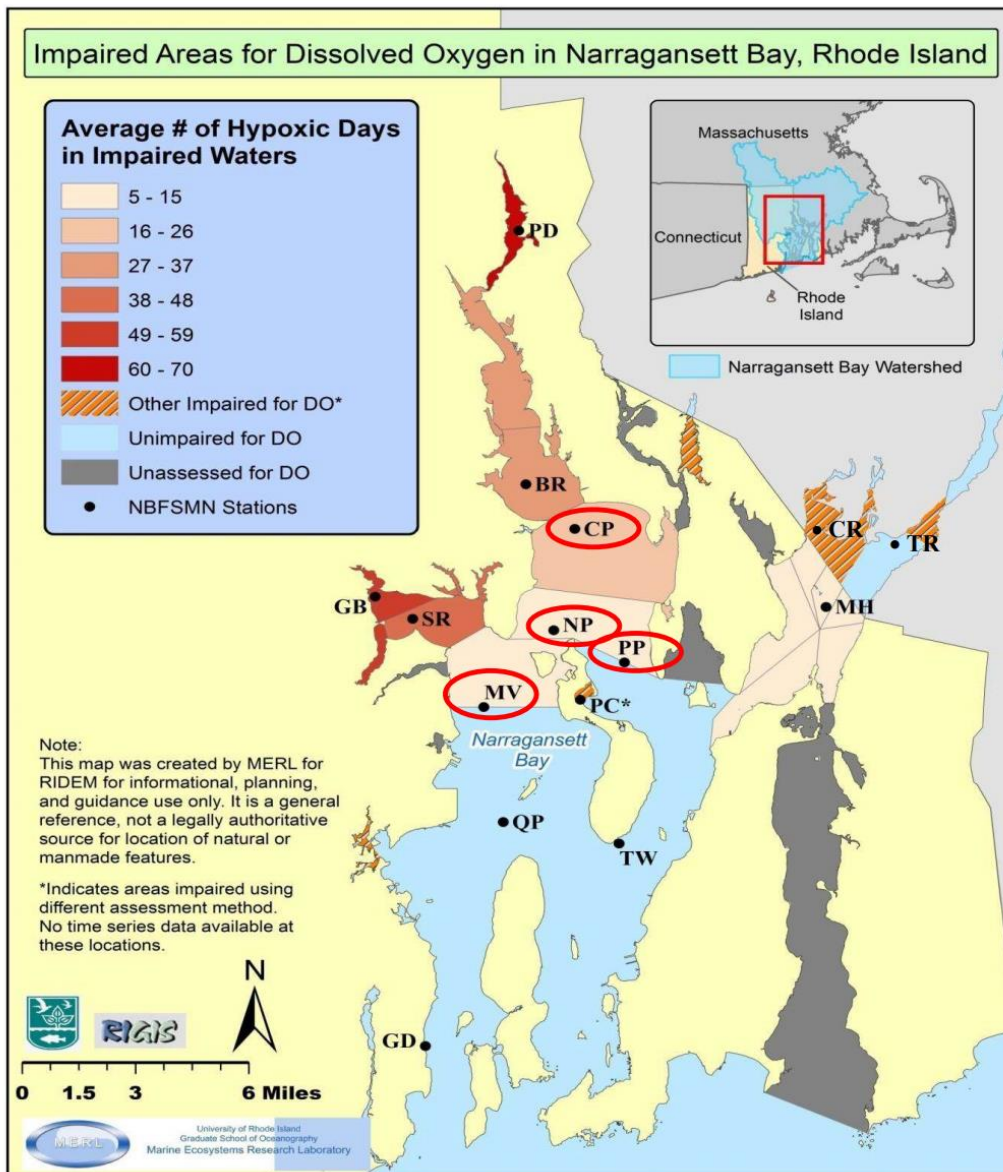 Impaired Areas for Dissolved Oxygen in Narragansett Bay, Rhode Island
Average # of Hypoxic Days
in Impaired Waters
5 - 15
16 - 26
27 - 37
38 - 48
49 - 59
60 - 70
Other Impaired for DO*
Unimpaired for DO
Unassessed for DO
NBFSMN Stations
Massachusetts
Connecticut
Rhode
Island
Narragansett Bay Watershed
PD
BR
CP
CR
TR
GB
SR
NP
MH
PP
MV
PC*
Narragansett
Bay
QP
TW
GD
Note:
This map was created by MERL for
RIDEM for informational, planning,
and guidance use only. It is a general
reference, not a legally authoritative
source for location of natural or
manmade features.
*Indicates areas impaired using
different assessment method.
No time series data available at
these locations.
N
RIGIS
0 1.5 3 6 Miles
MERL
University of Rhode Island
Graduate School of Oceanography
Marine Ecosystems Research Laboratory